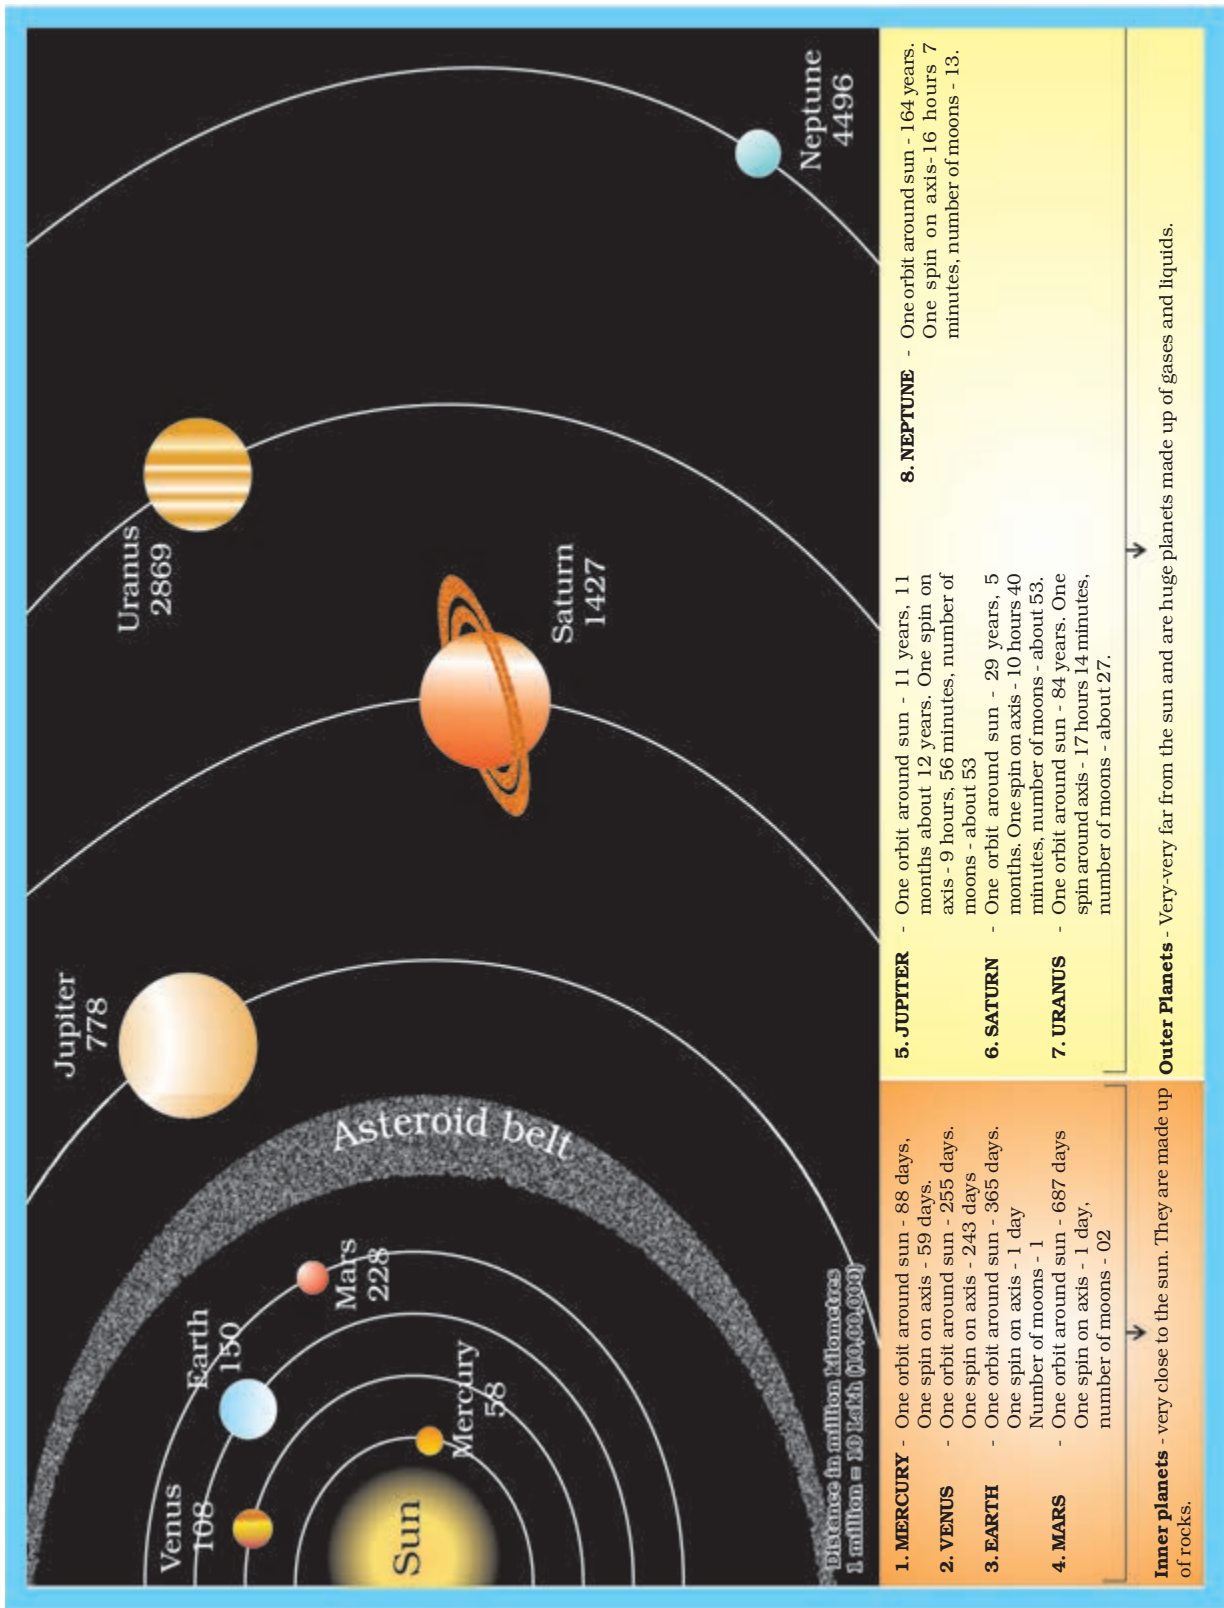 Sun
Mercury
58
Venus
108
Earth
150
Mars
228
Asteroid belt
Jupiter
778
Saturn
1427
Uranus
2869
Neptune
4496
* Distance in million kilometres
1 million = 10 Lakh (10,00,000)
1. MERCURY - One orbit around sun - 88 days,
One spin on axis - 59 days.
2. VENUS - One orbit around sun - 255 days.
One spin on axis - 243 days
3. EARTH - One orbit around sun - 365 days.
One spin on axis - 1 day
Number of moons - 1
4. MARS - One orbit around sun - 687 days
One spin on axis - 1 day,
number of moons - 02
Inner planets - very close to the sun. They are made up
of rocks.
5. JUPITER - One orbit around sun - 11 years, 11
months about 12 years. One spin on
axis - 9 hours, 56 minutes, number of
moons - about 53
6. SATURN - One orbit around sun - 29 years, 5
months. One spin on axis - 10 hours 40
minutes, number of moons - about 53.
7. URANUS - One orbit around sun - 84 years. One
spin around axis - 17 hours 14 minutes,
number of moons - about 27.
8. NEPTUNE - One orbit around sun - 164 years.
One spin on axis-16 hours 7
minutes, number of moons - 13.
Outer Planets - Very-very far from the sun and are huge planets made up of gases and liquids.